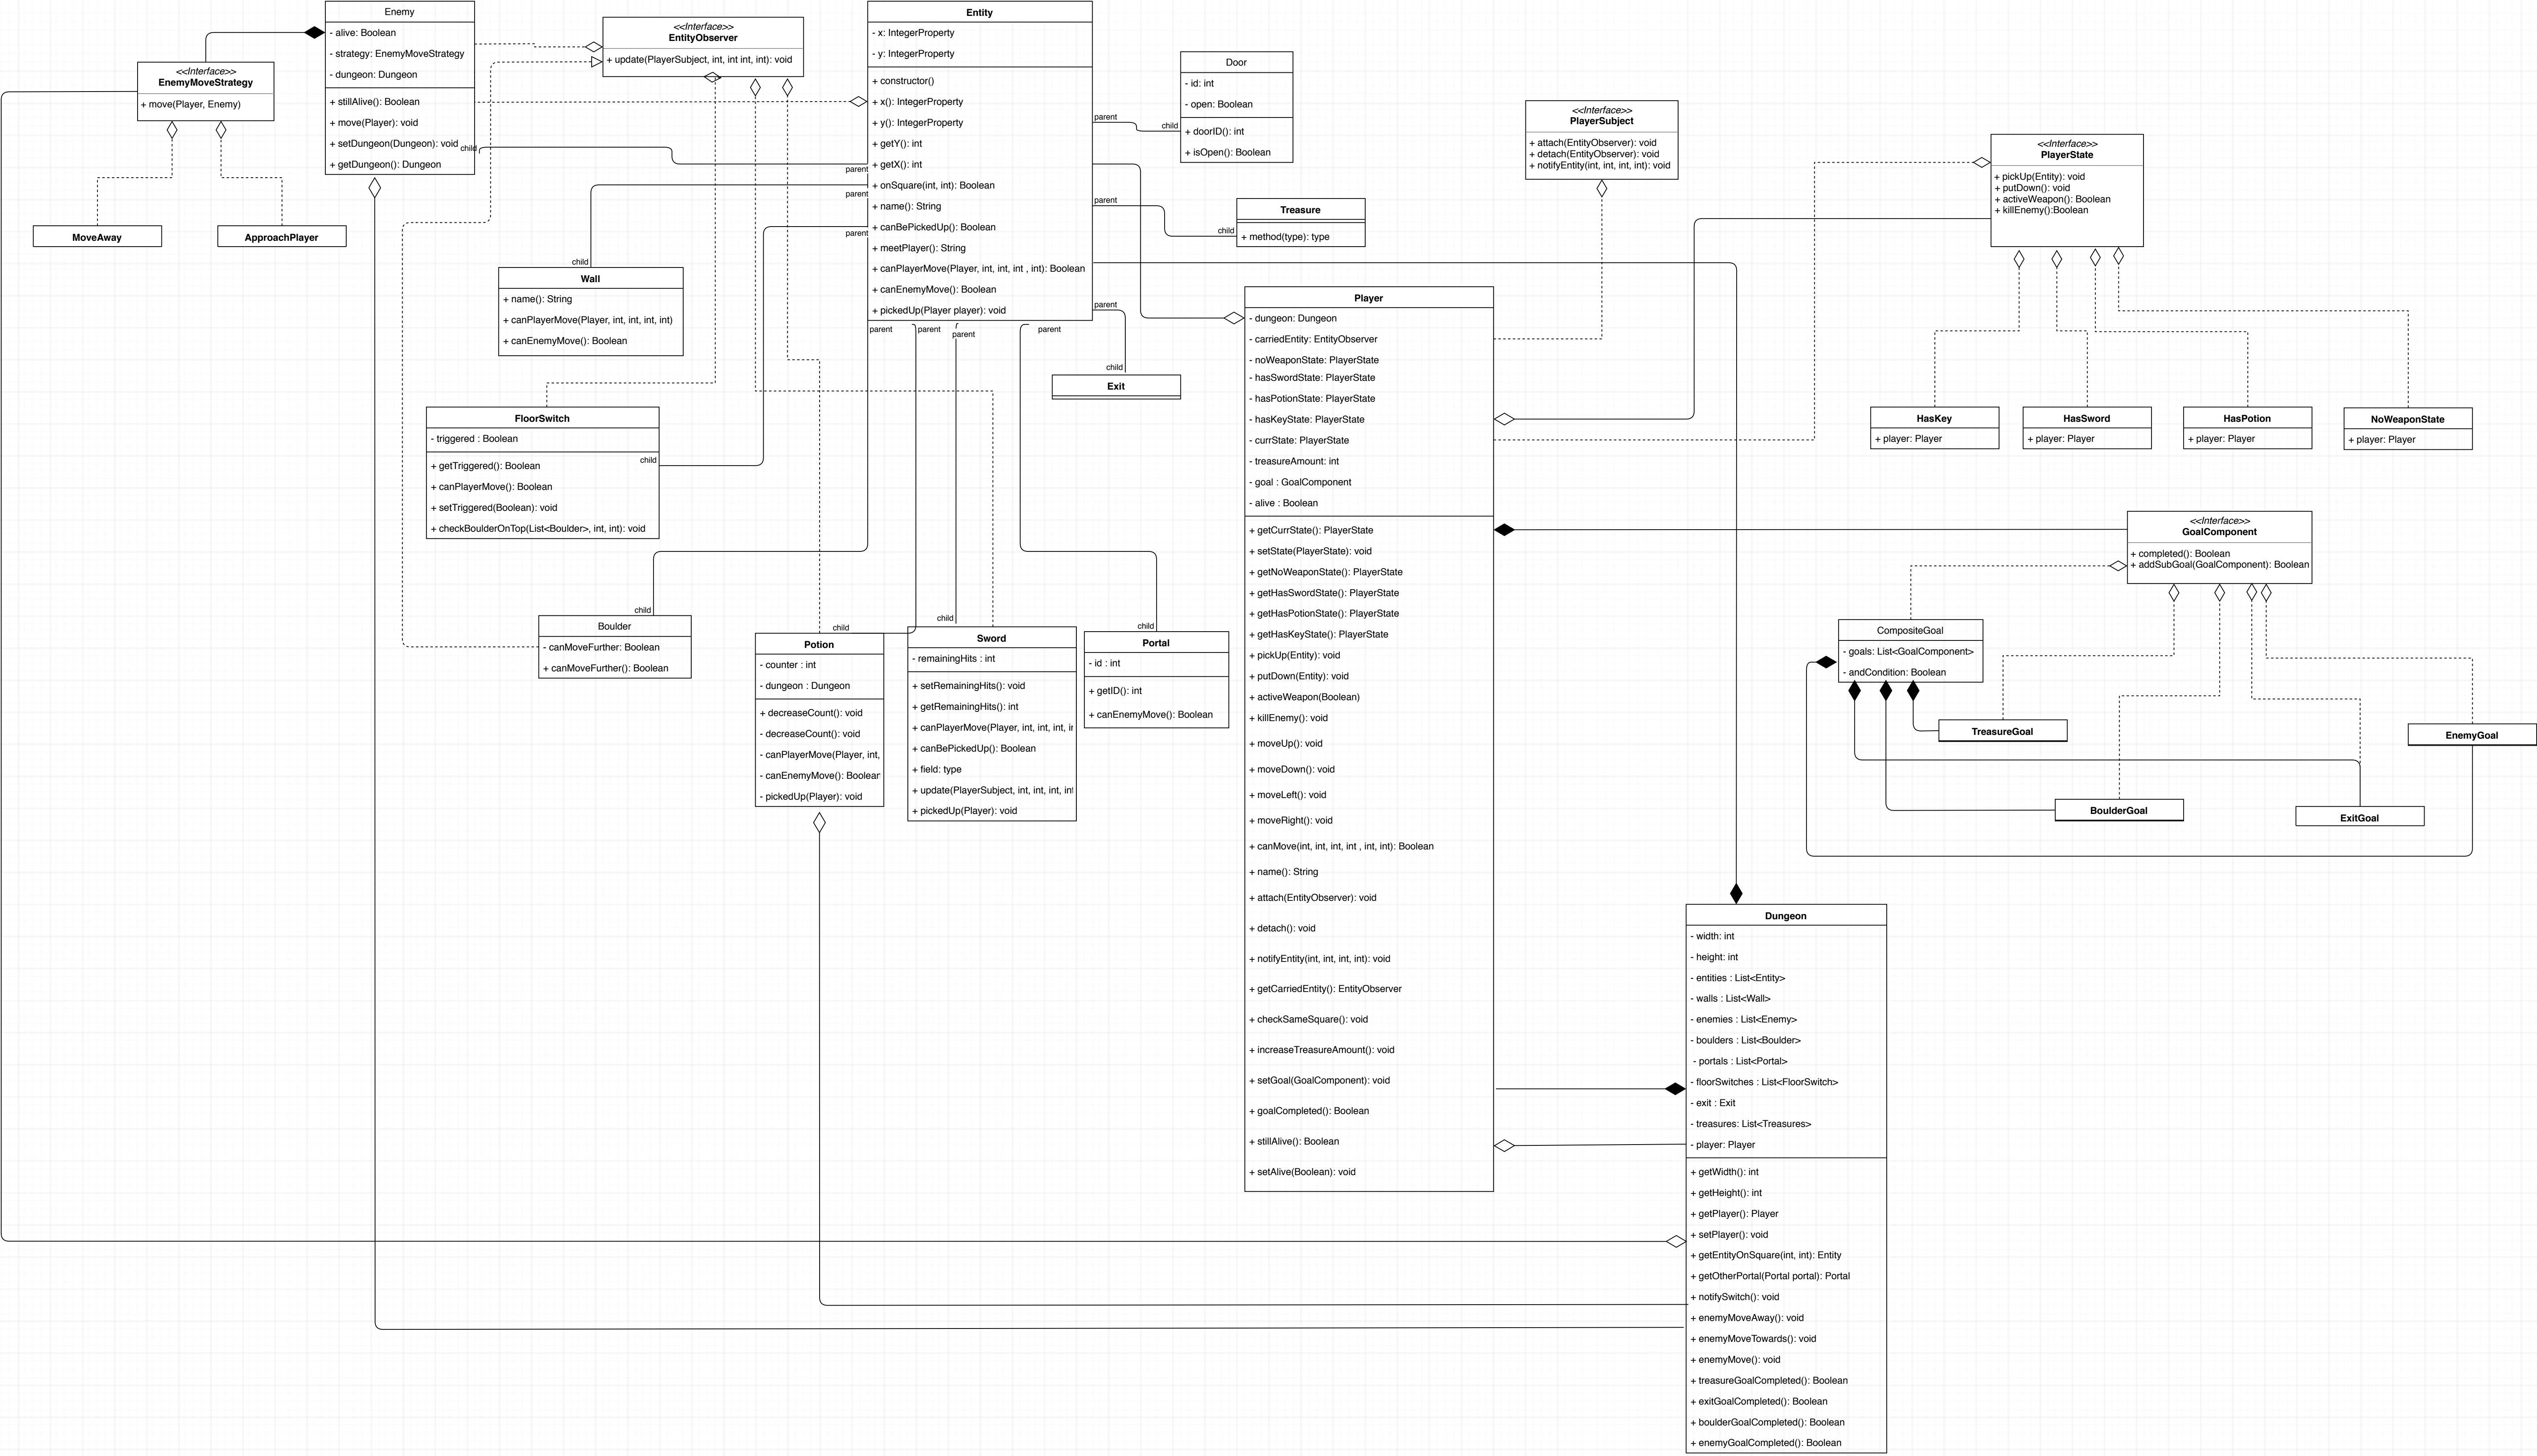 Enemy
- alive: Boolean
- strategy: EnemyMoveStrategy
- dungeon: Dungeon
+ stillAlive(): Boolean
+ move(Player): void
+ setDungeon(Dungeon): void
+ getDungeon(): Dungeon
child
<<Interface>>
EnemyMoveStrategy
+ move(Player, Enemy)
MoveAway
ApproachPlayer
<<Interface>>
EntityObserver
+ update(PlayerSubject, int, int int, int): void
Entity
- x: IntegerProperty
- y: IntegerProperty
+ constructor()
+ x(): IntegerProperty
+ y(): IntegerProperty
+ getY(): int
+ getX(): int
+ onSquare(int, int): Boolean
+ name(): String
+ canBePickedUp(): Boolean
+ meetPlayer(): String
+ canPlayerMove(Player, int, int, int , int): Boolean
+ canEnemyMove(): Boolean
+ pickedUp(Player player): void
parent
parent
parent
parent
parent
parent
parent
parent
parent
parent
child
Door
- id: int
- open: Boolean
+ doorID(): int
+ isOpen(): Boolean
child
Treasure
+ method(type): type
child
Exit
child
Wall
+ name(): String
+ canPlayerMove(Player, int, int, int, int)
+ canEnemyMove(): Boolean
FloorSwitch
- triggered : Boolean
+ getTriggered(): Boolean
+ canPlayerMove(): Boolean
+ setTriggered(Boolean): void
+ checkBoulderOnTop(List<Boulder>, int, int): void
child
child
Boulder
- canMoveFurther: Boolean
+ canMoveFurther(): Boolean
child
Potion
- counter : int
- dungeon : Dungeon
+ decreaseCount(): void
- decreaseCount(): void
- canPlayerMove(Player, int,
- canEnemyMove(): Boolean
- pickedUp(Player): void
child
Sword
- remainingHits : int
+ setRemainingHits(): void
+ getRemainingHits(): int
+ canPlayerMove(Player, int, int, int, in
+ canBePickedUp(): Boolean
+ field: type
+ update(PlayerSubject, int, int, int, int
+ pickedUp(Player): void
child
Portal
- id : int
+ getID(): int
+ canEnemyMove(): Boolean
Player
- dungeon: Dungeon
- carriedEntity: EntityObserver
- noWeaponState: PlayerState
- hasSwordState: PlayerState
- hasPotionState: PlayerState
- hasKeyState: PlayerState
- currState: PlayerState
- treasureAmount: int
- goal : GoalComponent
- alive : Boolean
+ getCurrState(): PlayerState
+ setState(PlayerState): void
+ getNoWeaponState(): PlayerState
+ getHasSwordState(): PlayerState
+ getHasPotionState(): PlayerState
+ getHasKeyState(): PlayerState
+ pickUp(Entity): void
+ putDown(Entity): void
+ activeWeapon(Boolean)
+ killEnemy(): void
+ moveUp(): void
+ moveDown(): void
+ moveLeft(): void
+ moveRight(): void
+ canMove(int, int, int, int , int, int): Boolean
+ name(): String
+ attach(EntityObserver): void
+ detach(): void
+ notifyEntity(int, int, int, int): void
+ getCarriedEntity(): EntityObserver
+ checkSameSquare(): void
+ increaseTreasureAmount(): void
+ setGoal(GoalComponent): void
+ goalCompleted(): Boolean
+ stillAlive(): Boolean
+ setAlive(Boolean): void
<<Interface>>
PlayerSubject
+ attach(EntityObserver): void
+ detach(EntityObserver): void
+ notifyEntity(int, int, int, int): void
<<Interface>>
PlayerState
+ pickUp(Entity): void
+ putDown(): void
+ activeWeapon(): Boolean
+ killEnemy():Boolean
HasKey
+ player: Player
HasSword
+ player: Player
HasPotion
+ player: Player
NoWeaponState
+ player: Player
<<Interface>>
GoalComponent
+ completed(): Boolean
+ addSubGoal(GoalComponent): Boolean
CompositeGoal
- goals: List<GoalComponent>
- andCondition: Boolean
TreasureGoal
EnemyGoal
BoulderGoal
ExitGoal
Dungeon
- width: int
- height: int
- entities : List<Entity>
- walls : List<Wall>
- enemies : List<Enemy>
- boulders : List<Boulder>
- portals : List<Portal>
- floorSwitches : List<FloorSwitch>
- exit : Exit
- treasures: List<Treasures>
- player: Player
+ getWidth(): int
+ getHeight(): int
+ getPlayer(): Player
+ setPlayer(): void
+ getEntityOnSquare(int, int): Entity
+ getOtherPortal(Portal portal): Portal
+ notifySwitch(): void
+ enemyMoveAway(): void
+ enemyMoveTowards(): void
+ enemyMove(): void
+ treasureGoalCompleted(): Boolean
+ exitGoalCompleted(): Boolean
+ boulderGoalCompleted(): Boolean
+ enemyGoalCompleted(): Boolean